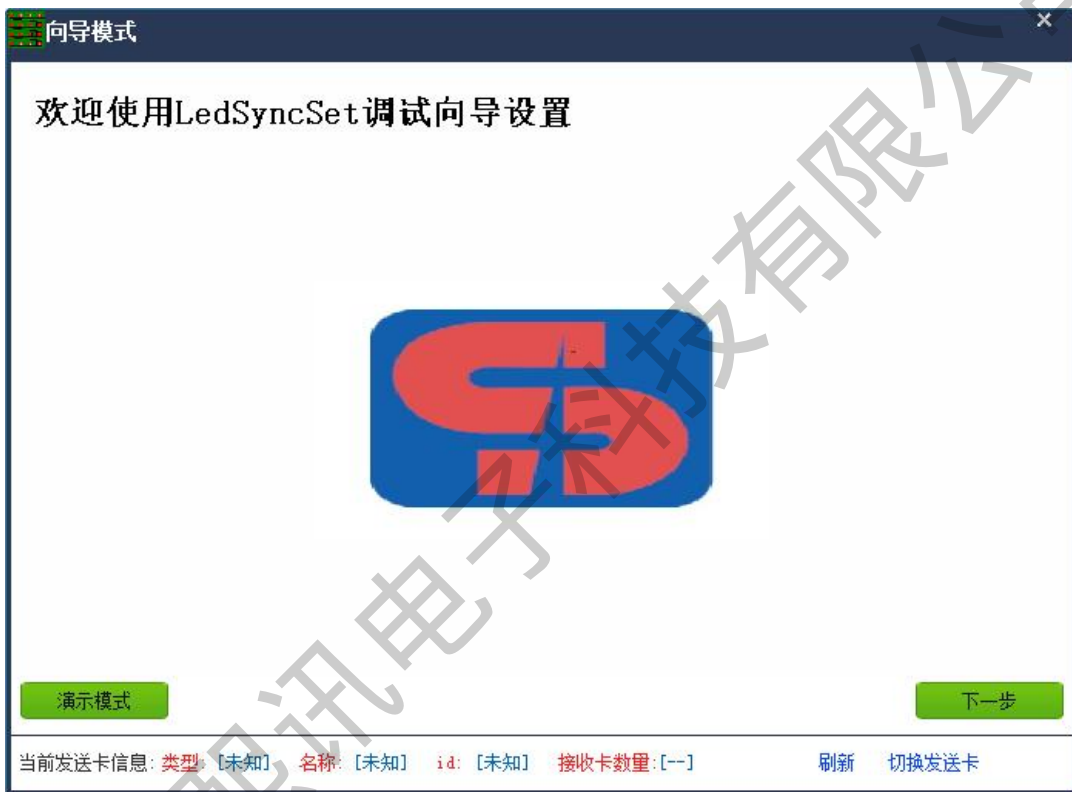 向导模式
欢迎使用LedSyncSet调试向导设置
演示模式
下一步
当前发送卡信息: 类型: [未知] 名称: [未知] id: [未知] 接收卡数量:[--] 刷新 切换发送卡
讯电子科技有限公